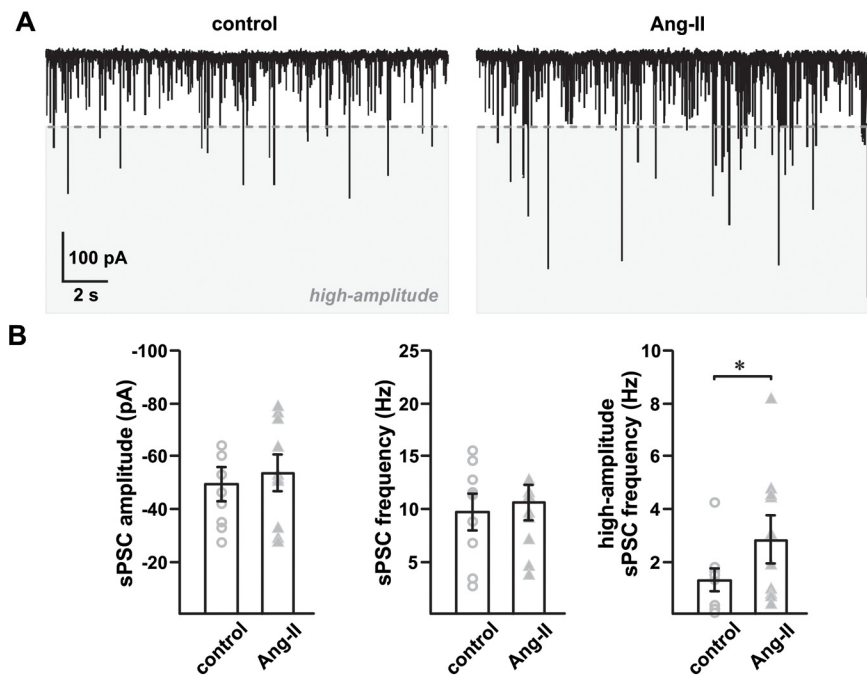 A
control
Ang-II
100 pA
2 s
high-amplitude
B
sPSC amplitude (pA)
-100
-80
-60
-40
-20
control
Ang-II
sPSC frequency (Hz)
25
20
15
10
5
control
Ang-II
high-amplitude
sPSC frequency (Hz)
10
8
6
4
2
*
control
Ang-II